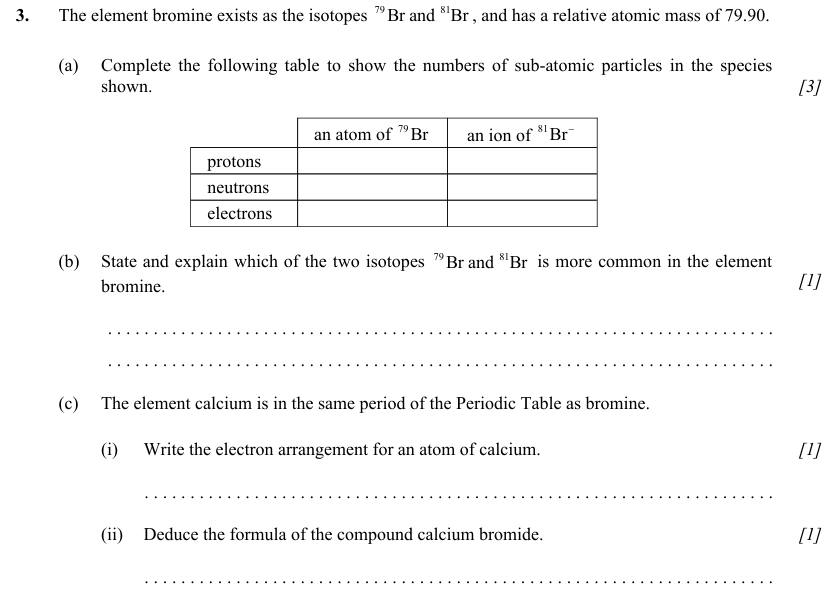 3. The element bromine exists as the isotopes ⁷⁹Br and ⁸¹Br, and has a relative atomic mass of 79.90.
(a) Complete the following table to show the numbers of sub-atomic particles in the species
shown. [3]
an atom of ⁷⁹Br an ion of ⁸¹Br⁻
protons
neutrons
electrons
(b) State and explain which of the two isotopes ⁷⁹Br and ⁸¹Br is more common in the element
bromine. [1]
(c) The element calcium is in the same period of the Periodic Table as bromine.
(i) Write the electron arrangement for an atom of calcium. [1]
(ii) Deduce the formula of the compound calcium bromide. [1]